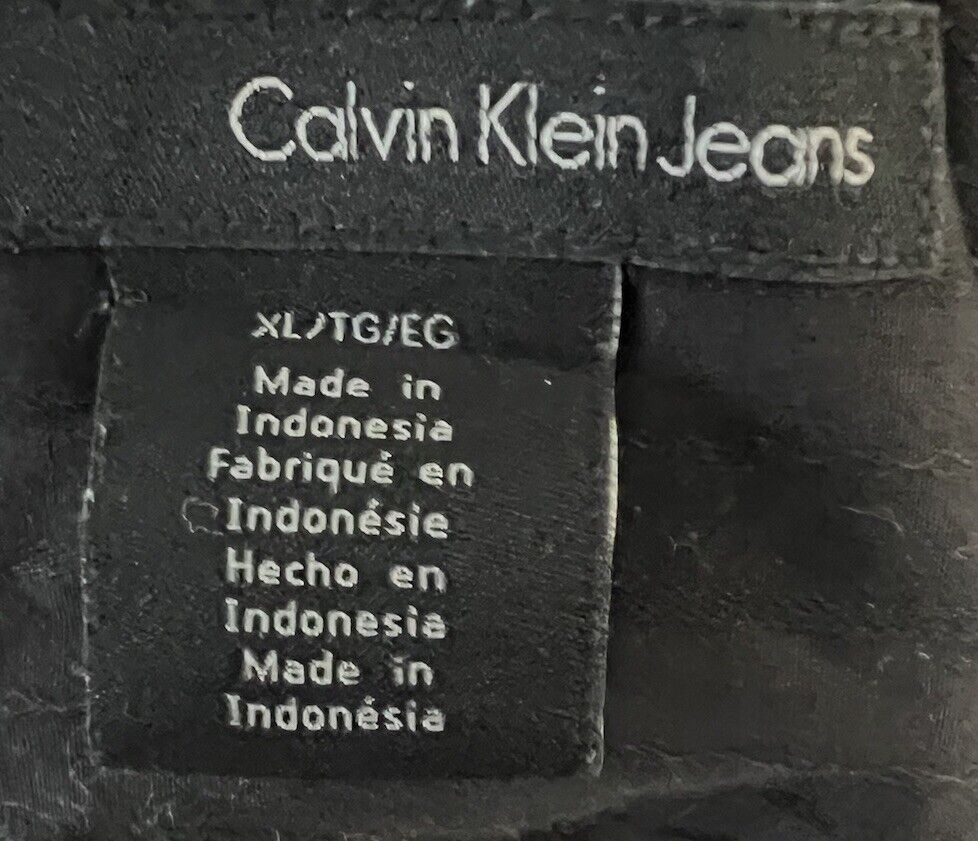 Calvin Klein Jeans
XL/TG/EG
Made in
Indonesia
Fabriqué en
Indonésie
Hecho en
Indonesia
Made in
Indonésia